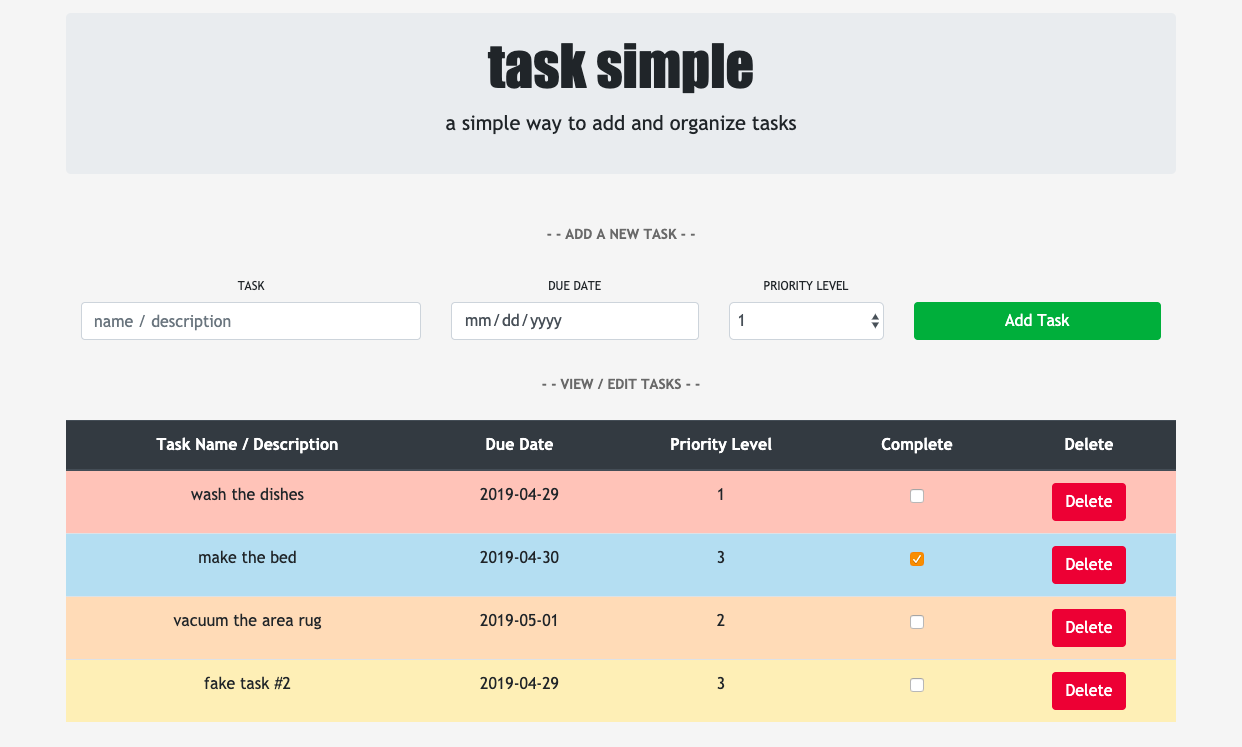 task simple
a simple way to add and organize tasks
- - ADD A NEW TASK - -
TASK DUE DATE PRIORITY LEVEL
name / description mm/dd/yyyy 1 Add Task
- - VIEW / EDIT TASKS - -
Task Name / Description Due Date Priority Level Complete Delete
wash the dishes 2019-04-29 1 Delete
make the bed 2019-04-30 3 Delete
vacuum the area rug 2019-05-01 2 Delete
fake task #2 2019-04-29 3 Delete